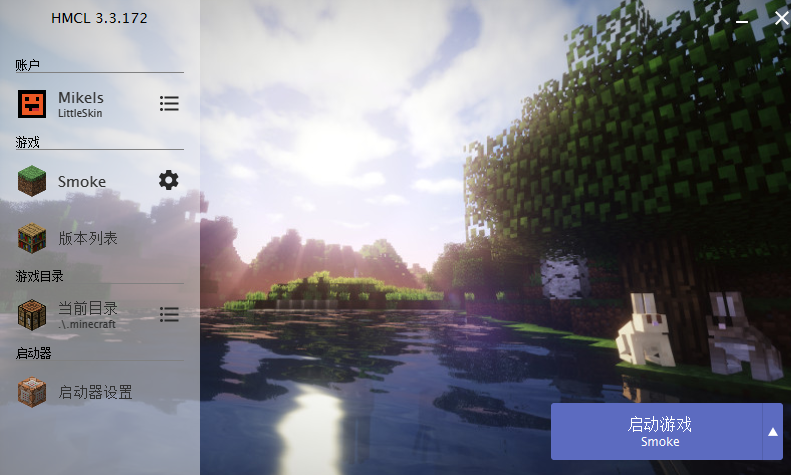 HMCL 3.3.172
账户
Mikels
LittleSkin
游戏
Smoke
版本列表
游戏目录
当前目录
.\.minecraft
启动器
启动器设置
启动游戏
Smoke